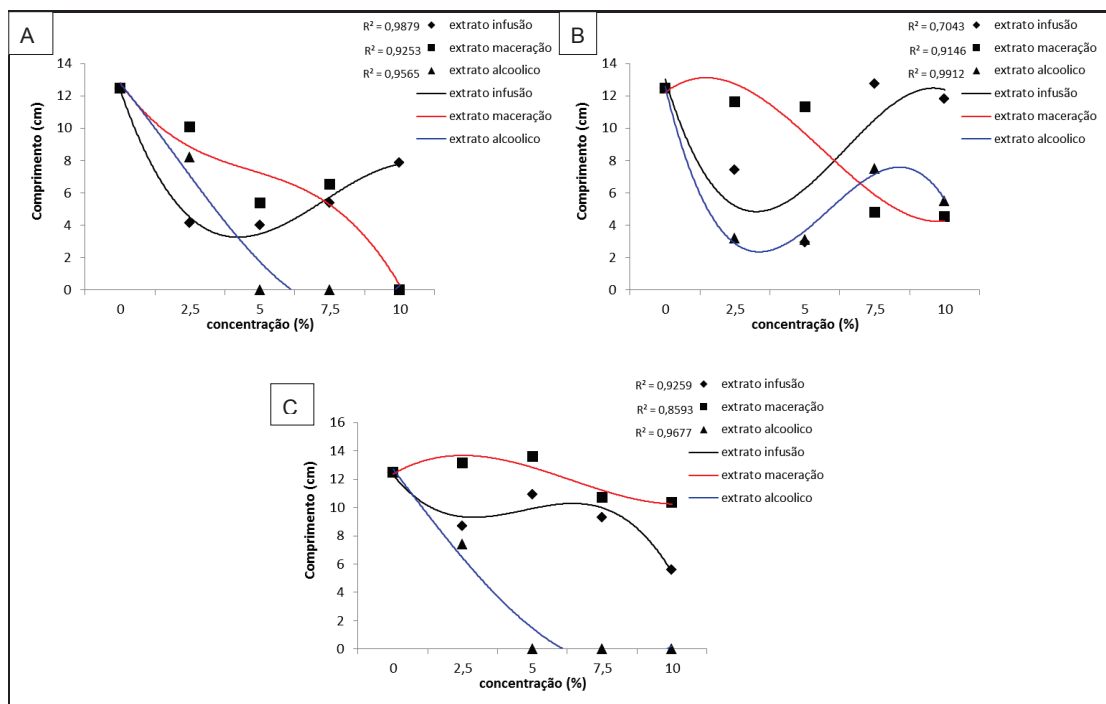 A
R² = 0,9879 extrato infusão
R² = 0,9253 extrato maceração
R² = 0,9565 extrato alcoolico
extrato infusão
extrato maceração
extrato alcoolico
Comprimento (cm)
14
12
10
8
6
4
2
0
0 2,5 5 7,5 10
concentração (%)
B
R² = 0,7043 extrato infusão
R² = 0,9146 extrato maceração
R² = 0,9912 extrato alcoolico
extrato infusão
extrato maceração
extrato alcoolico
Comprimento (cm)
14
12
10
8
6
4
2
0
0 2,5 5 7,5 10
concentração (%)
C
R² = 0,9259 extrato infusão
R² = 0,8593 extrato maceração
R² = 0,9677 extrato alcoolico
extrato infusão
extrato maceração
extrato alcoolico
Comprimento (cm)
16
14
12
10
8
6
4
2
0
0 2,5 5 7,5 10
concentração (%)